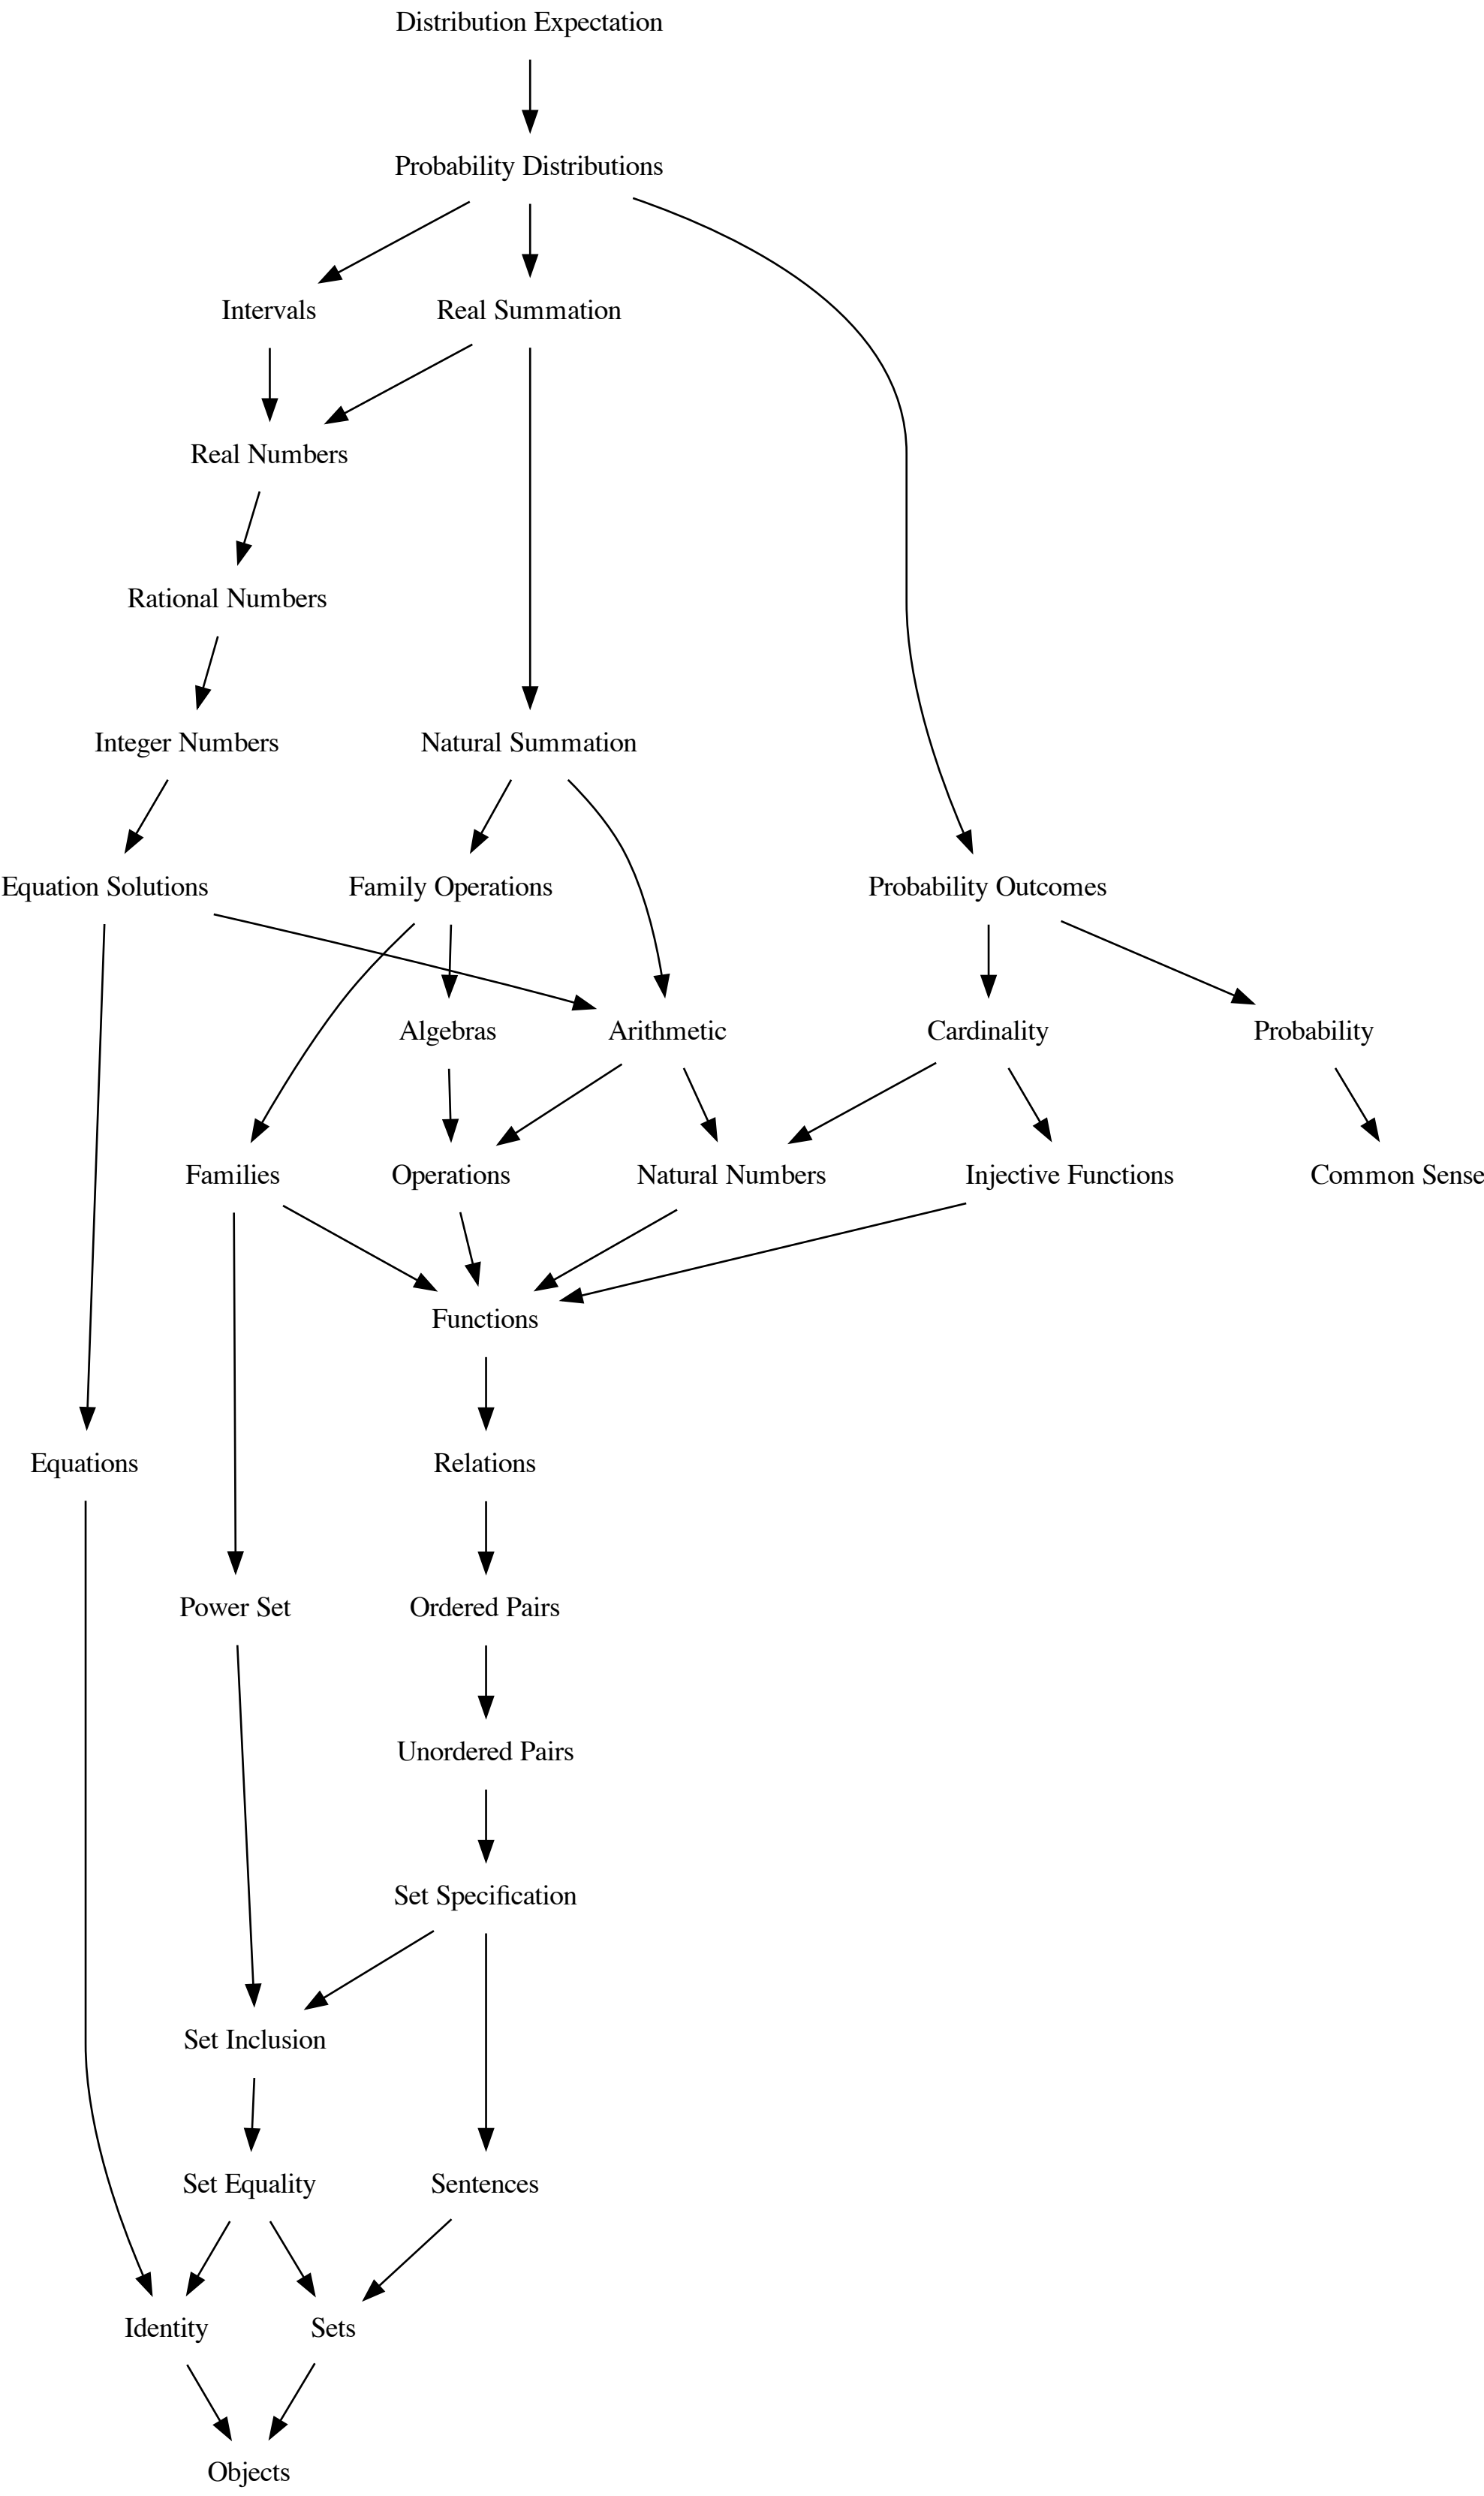 Distribution Expectation
Probability Distributions
Intervals
Real Summation
Real Numbers
Rational Numbers
Integer Numbers
Natural Summation
Equation Solutions
Family Operations
Probability Outcomes
Algebras
Arithmetic
Cardinality
Probability
Families
Operations
Natural Numbers
Injective Functions
Common Sense
Functions
Equations
Relations
Power Set
Ordered Pairs
Unordered Pairs
Set Specification
Set Inclusion
Set Equality
Sentences
Identity
Sets
Objects